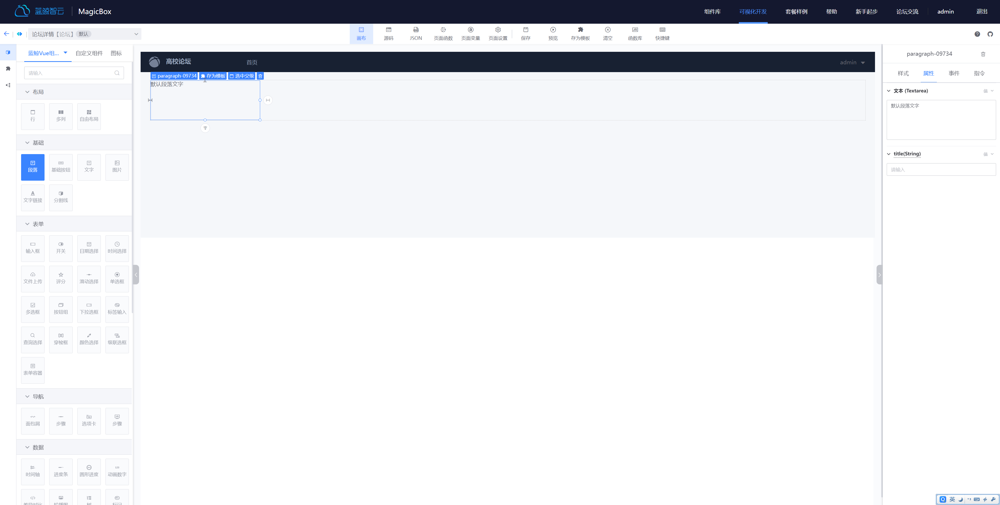 蓝鲸智云 MagicBox 组件库 可视化开发 套餐样例 帮助 新手起步 论坛交流 admin 退出
论坛详情【论坛】 默认
画布 源码 JSON 页面函数 页面变量 页面设置 保存 预览 存为模板 清空 函数库 快捷键
蓝鲸Vue组... 自定义组件 图标
请输入
布局
行 多列 自由布局
基础
段落 基础按钮 文字 图片
文字链接 分割线
表单
输入框 开关 日期选择 时间选择
文件上传 评分 滑动选择 单选框
多选框 按钮组 下拉选框 标签输入
查询选择 穿梭框 颜色选择 级联选框
表单容器
导航
面包屑 步骤 选项卡 步骤
数据
时间轴 进度条 圆形进度 动画数字
差异对比 轮播图 树 标记
高校论坛 首页 admin
paragraph-09734 存为模板 选中父级
默认段落文字
paragraph-09734
样式 属性 事件 指令
文本 (Textarea) 值
默认段落文字
title(String) 值
请输入
英